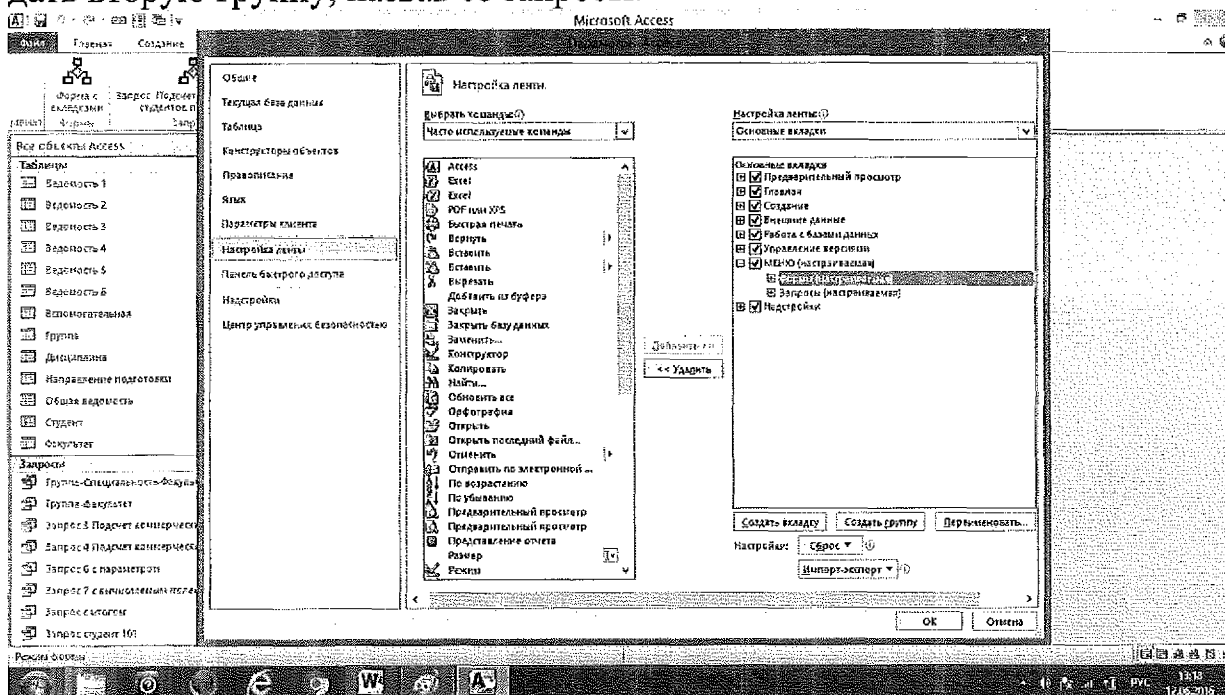 Microsoft Access
Файл Главная Создание
Форма с вкладками
Запрос Подсчет студентов п
Формы
Все объекты Access
Таблицы
Ведомость 1
Ведомость 2
Ведомость 3
Ведомость 4
Ведомость 5
Ведомость 6
Вспомогательная
Группа
Дисциплина
Направление подготовки
Общая ведомость
Студент
Факультет
Запросы
Группа-Специальность-Факуль
Группа-факультет
Запрос 3 Подсчет коммерческ
Запрос 4 Подсчет коммерческ
Запрос 6 с параметром
Запрос 7 с вычисляемым полем
Запрос с итогом
Запрос студент 101
Режим формы
Общие
Текущая база данных
Таблица
Конструкторы объектов
Правописание
Язык
Параметры клиента
Настройка ленты
Панель быстрого доступа
Надстройки
Центр управления безопасностью
Настройка ленты
Выбрать команды:
Часто используемые команды
Access
Excel
Excel
PDF или XPS
Быстрая печать
Вернуть
Вставить
Вставить
Вырезать
Добавить из буфера
Закрыть
Закрыть базу данных
Заменить...
Конструктор
Копировать
Найти...
Обновить все
Орфография
Открыть
Открыть последний файл...
Отменить
Отправить по электронной ...
По возрастанию
По убыванию
Предварительный просмотр
Предварительный просмотр
Представление отчета
Размер
Режим
Добавить >>
<< Удалить
Настройка ленты:
Основные вкладки
Основные вкладки
Предварительный просмотр
Главная
Создание
Внешние данные
Работа с базами данных
Управление версиями
МЕНЮ (настраиваемая)
Запросы (настраиваемая)
Надстройки
Создать вкладку Создать группу Переименовать...
Настройки: Сброс
Импорт-экспорт
ОК Отмена
РУС 13:18